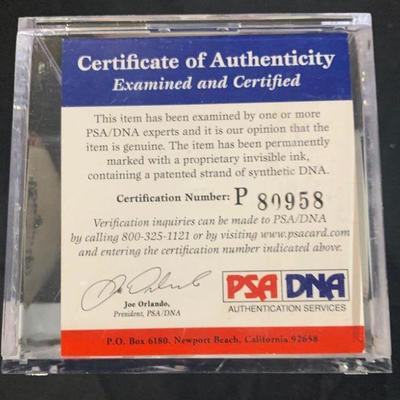 Certificate of Authenticity
Examined and Certified
This item has been examined by one or more
PSA/DNA experts and it is our opinion that the
item is genuine. The item has been permanently
marked with a proprietary invisible ink,
containing a patented strand of synthetic DNA.
Certification Number: P 80958
Verification inquiries can be made to PSA/DNA
by calling 800-325-1121 or by visiting www.psacard.com
and entering the certification number indicated above.
Joe Orlando,
President, PSA/DNA
PSA DNA
AUTHENTICATION SERVICES
P.O. Box 6180, Newport Beach, California 92658